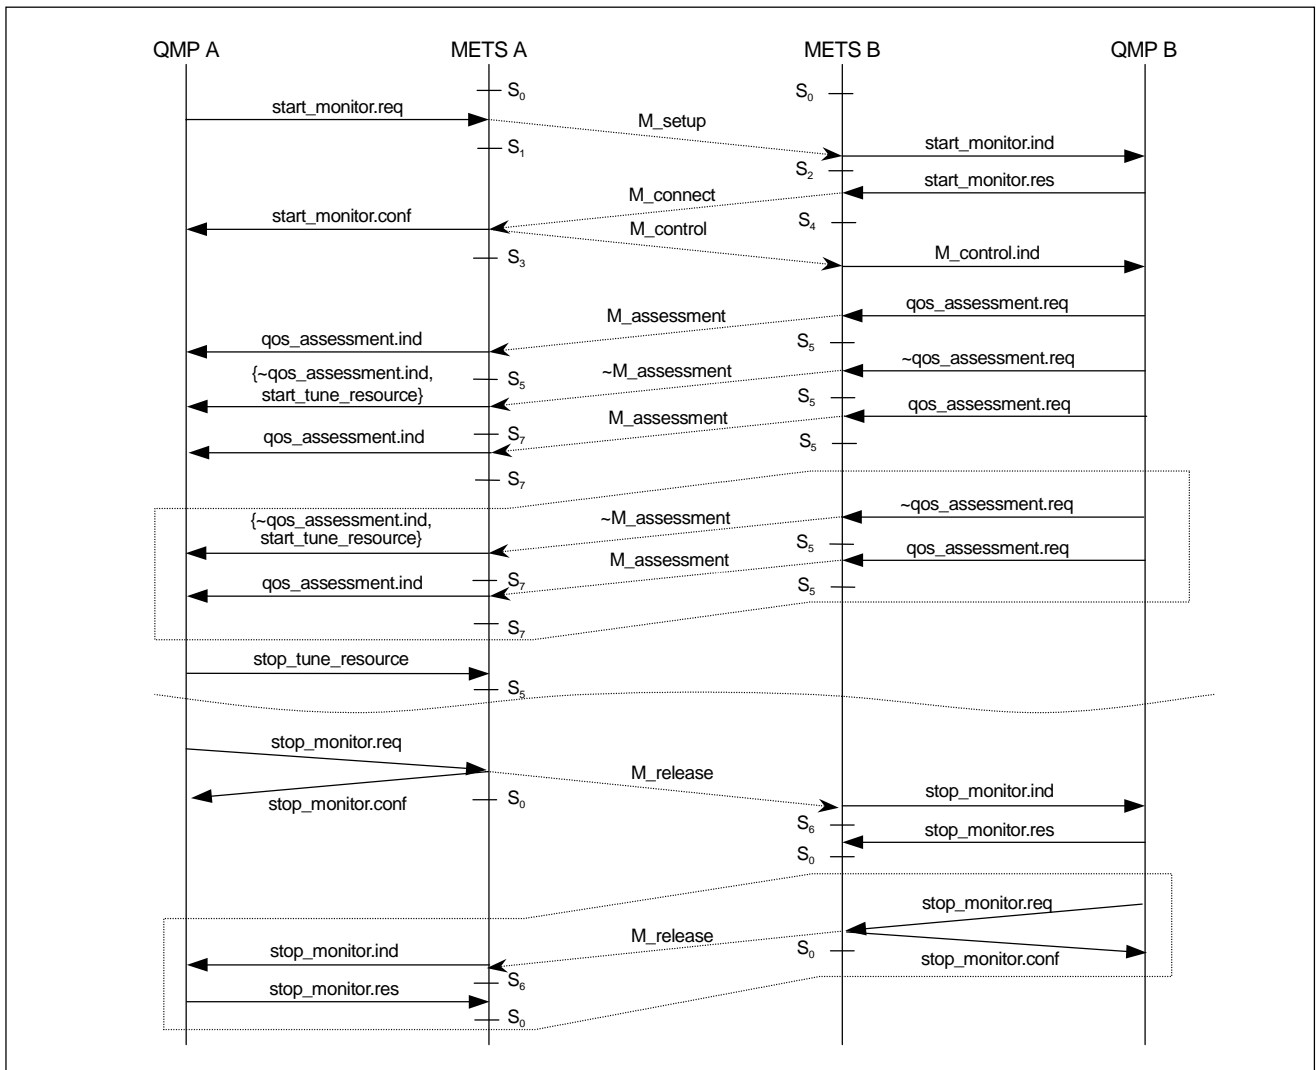 QMP A METS A METS B QMP B
S0 S0
start_monitor.req
M_setup
S1
start_monitor.ind
S2
start_monitor.res
M_connect
start_monitor.conf
S4
M_control
S3
M_control.ind
qos_assessment.req
M_assessment
qos_assessment.ind
S5
~qos_assessment.req
{~qos_assessment.ind,
start_tune_resource}
~M_assessment
S5
S5
qos_assessment.req
M_assessment
qos_assessment.ind
S7
S5
S7
~qos_assessment.req
~M_assessment
{~qos_assessment.ind,
start_tune_resource}
S5
qos_assessment.req
M_assessment
qos_assessment.ind
S7
S5
S7
stop_tune_resource
S5
stop_monitor.req
M_release
stop_monitor.conf
S0
stop_monitor.ind
S6
stop_monitor.res
S0
stop_monitor.req
M_release
stop_monitor.ind
S0
stop_monitor.conf
S6
stop_monitor.res
S0